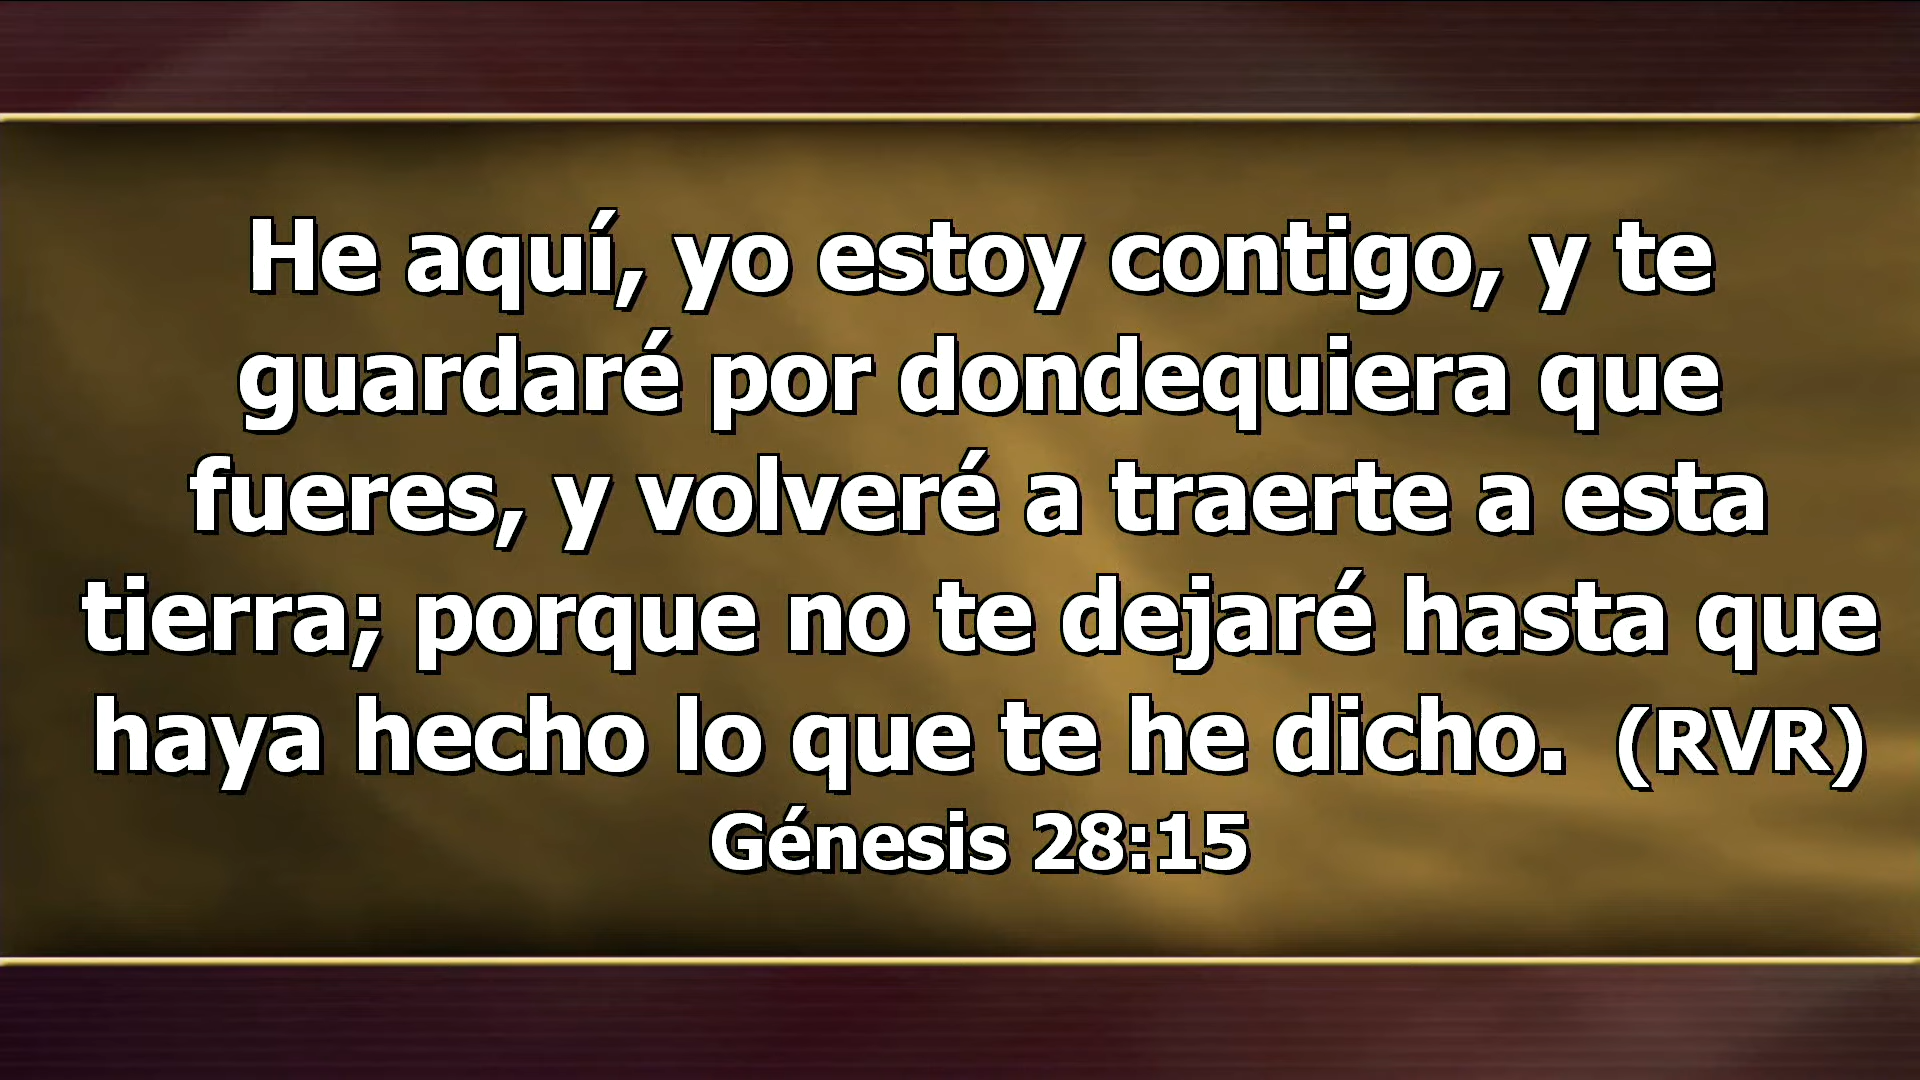 He aquí, yo estoy contigo, y te
guardaré por dondequiera que
fueres, y volveré a traerte a esta
tierra; porque no te dejaré hasta que
haya hecho lo que te he dicho.  (RVR)
Génesis 28:15